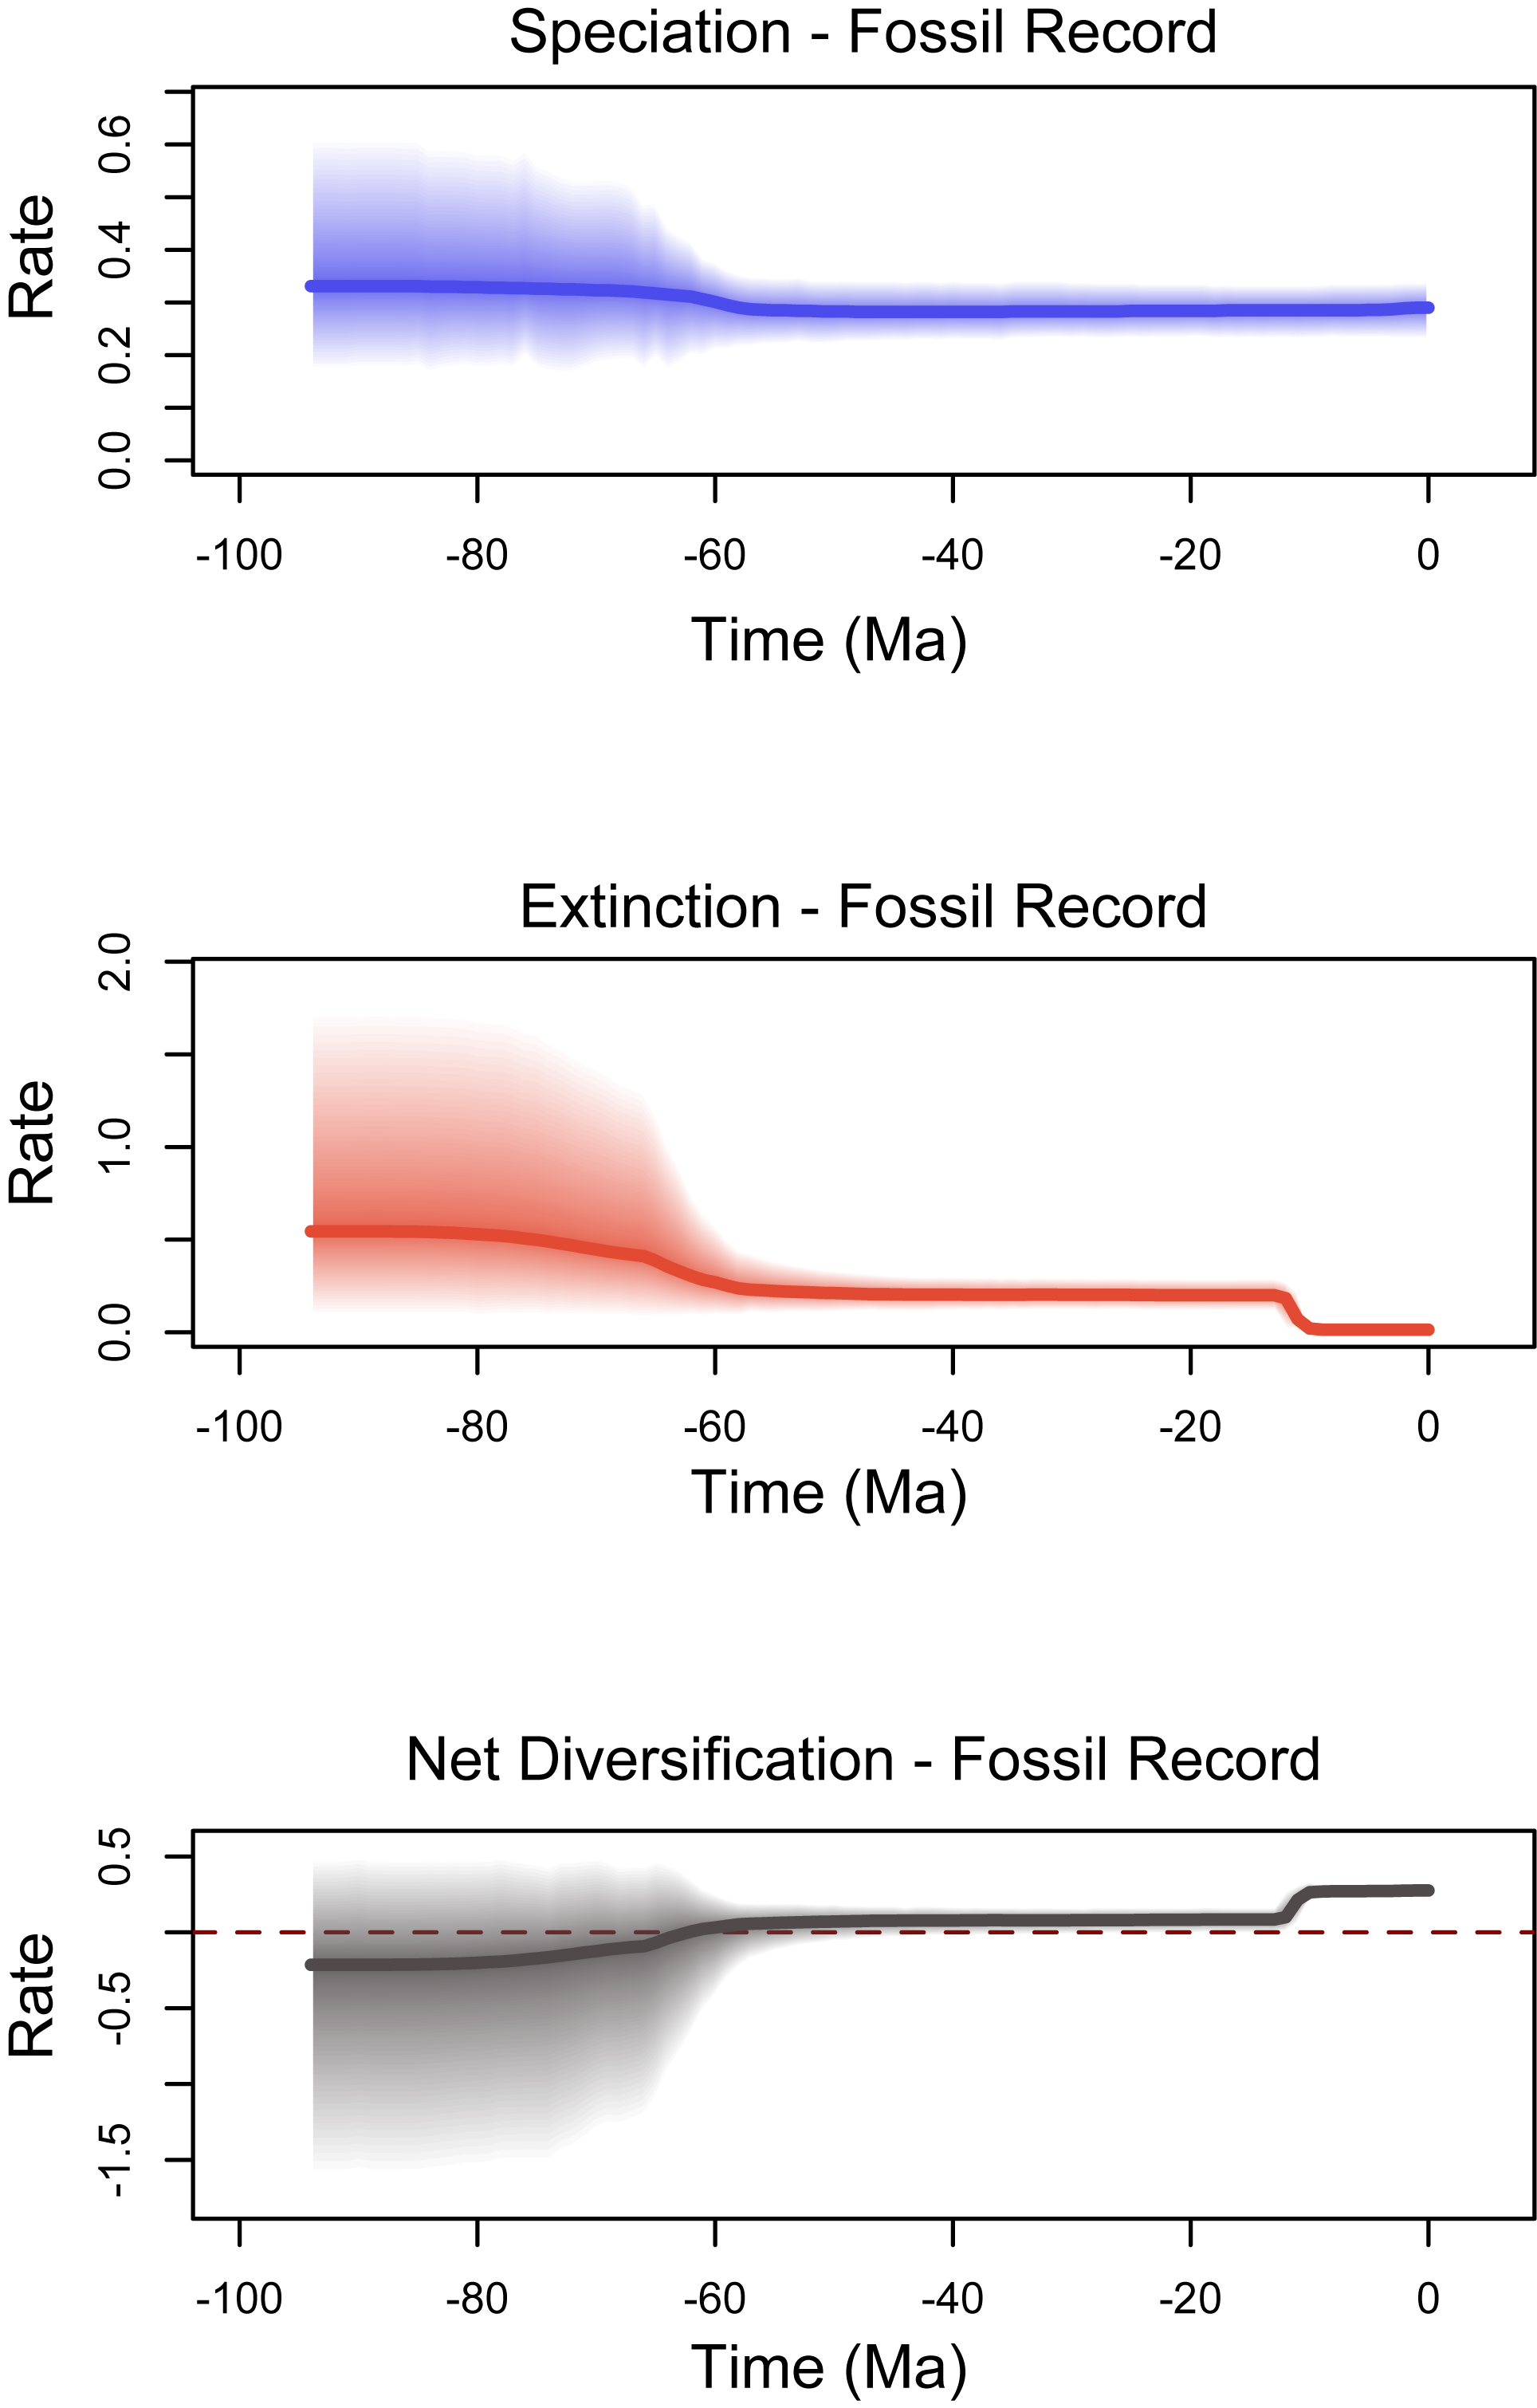 Speciation - Fossil Record
Rate
0.0 0.2 0.4 0.6
-100 -80 -60 -40 -20 0
Time (Ma)
Extinction - Fossil Record
Rate
0.0 1.0 2.0
-100 -80 -60 -40 -20 0
Time (Ma)
Net Diversification - Fossil Record
Rate
-1.5 -0.5 0.5
-100 -80 -60 -40 -20 0
Time (Ma)